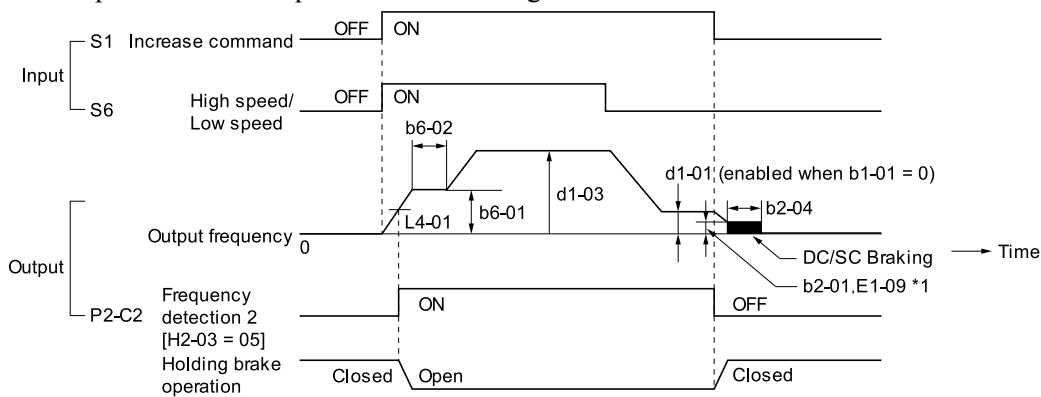 OFF ON
S1 Increase command
Input
OFF ON
S6 High speed/
Low speed
b6-02
d1-01 (enabled when b1-01 = 0)
d1-03
b2-04
L4-01
b6-01
Output frequency
0
DC/SC Braking
Time
Output
b2-01,E1-09 *1
Frequency
detection 2
[H2-03 = 05]
P2-C2
ON
OFF
Holding brake
operation
Closed Open Closed